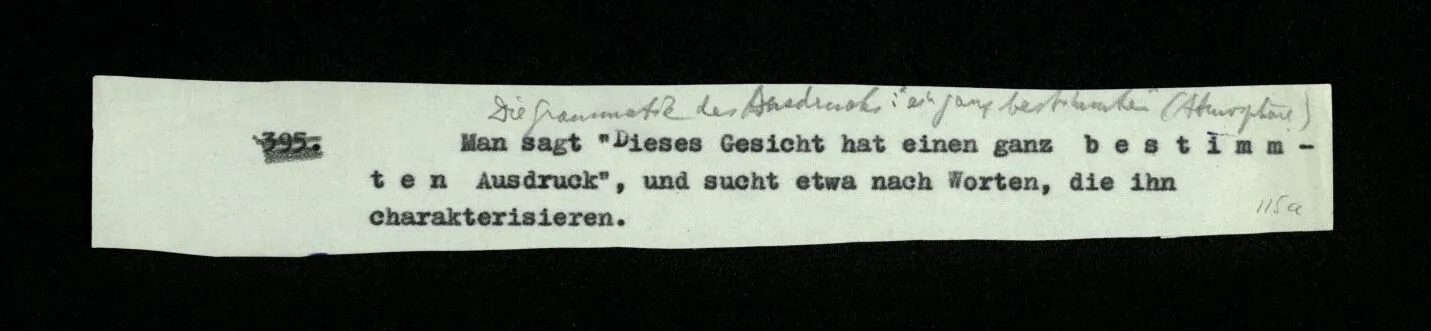 Die Grammatik des Ausdrucks: "ein ganz bestimmter" (Atmosphäre)
395. Man sagt "Dieses Gesicht hat einen ganz b e s t i m m -
t e n Ausdruck", und sucht etwa nach Worten, die ihn
charakterisieren.
115a